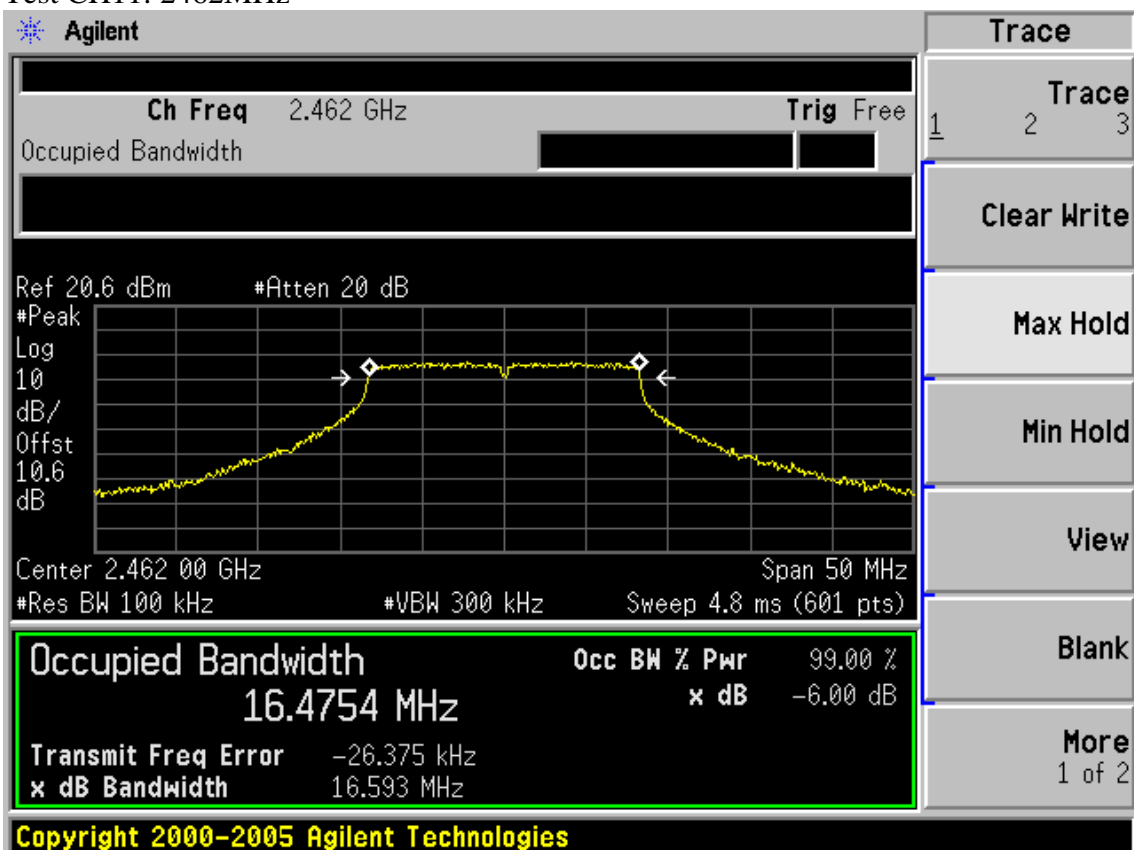 Test CH11: 2462MHz
Agilent
Trace
Ch Freq 2.462 GHz Trig Free
Occupied Bandwidth
Trace
1 2 3
Clear Write
Max Hold
Min Hold
View
Blank
More
1 of 2
Ref 20.6 dBm #Atten 20 dB
#Peak
Log
10
dB/
Offst
10.6
dB
Center 2.462 00 GHz Span 50 MHz
#Res BW 100 kHz #VBW 300 kHz Sweep 4.8 ms (601 pts)
Occupied Bandwidth Occ BW % Pwr 99.00 %
16.4754 MHz x dB -6.00 dB
Transmit Freq Error -26.375 kHz
x dB Bandwidth 16.593 MHz
Copyright 2000-2005 Agilent Technologies